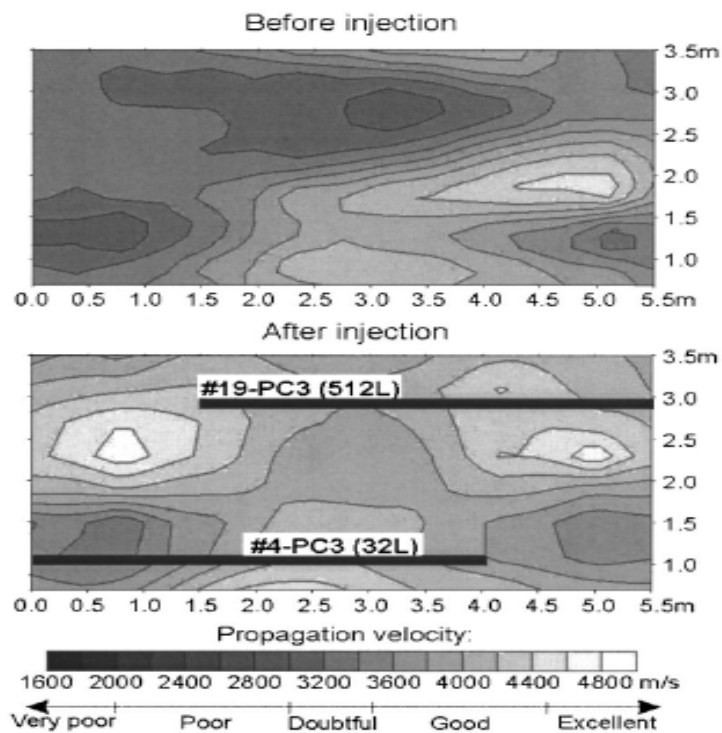 Before injection
3.5m
3.0
2.5
2.0
1.5
1.0
0.0 0.5 1.0 1.5 2.0 2.5 3.0 3.5 4.0 4.5 5.0 5.5m
After injection
3.5m
#19-PC3 (512L)
3.0
2.5
2.0
1.5
#4-PC3 (32L)
1.0
0.0 0.5 1.0 1.5 2.0 2.5 3.0 3.5 4.0 4.5 5.0 5.5m
Propagation velocity:
1600 2000 2400 2800 3200 3600 4000 4400 4800 m/s
Very poor Poor Doubtful Good Excellent